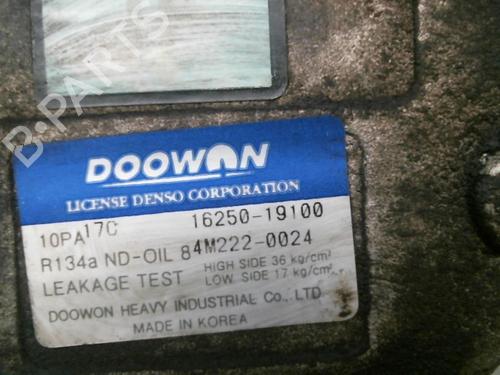 B-PARTS
DOOWON
LICENSE DENSO CORPORATION
10PA17C 16250-19100
R134a ND-OIL 8 4M222-0024
LEAKAGE TEST HIGH SIDE 36 kg/cm²
LOW SIDE 17 kg/cm²
DOOWON HEAVY INDUSTRIAL Co., LTD.
MADE IN KOREA